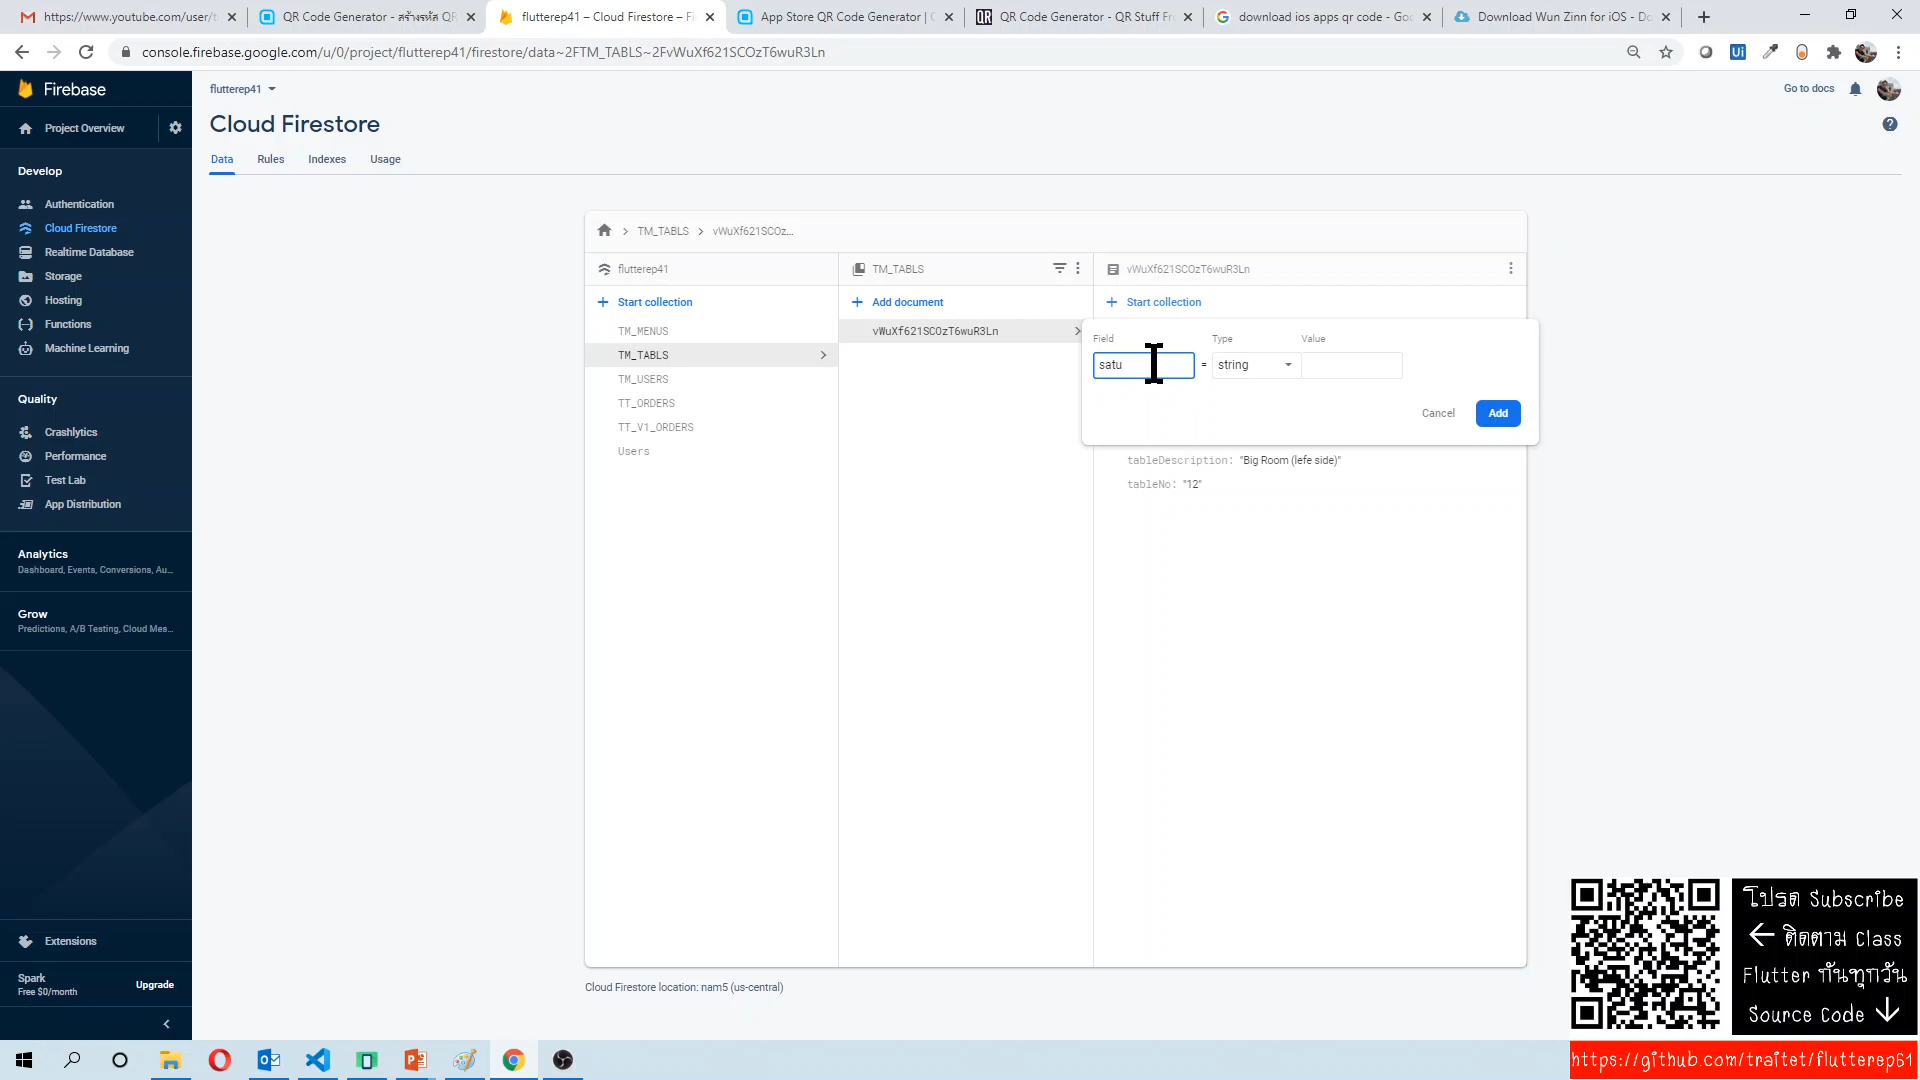 https://www.youtube.com/user/t
QR Code Generator - สร้างรหัส QR
flutterep41 – Cloud Firestore – Fi
App Store QR Code Generator | 
QR Code Generator - QR Stuff Fr
download ios apps qr code - Goo
Download Wun Zinn for iOS - Do
console.firebase.google.com/u/0/project/flutterep41/firestore/data~2FTM_TABLS~2FvWuXf621SCOzT6wuR3Ln
Firebase
flutterep41
Go to docs
Project Overview
Cloud Firestore
Data
Rules
Indexes
Usage
Develop
Authentication
Cloud Firestore
Realtime Database
Storage
Hosting
Functions
Machine Learning
Quality
Crashlytics
Performance
Test Lab
App Distribution
Analytics
Dashboard, Events, Conversions, Au...
Grow
Predictions, A/B Testing, Cloud Mes...
Extensions
Spark
Free $0/month
Upgrade
TM_TABLS
vWuXf621SCOz...
flutterep41
Start collection
TM_MENUS
TM_TABLS
TM_USERS
TT_ORDERS
TT_V1_ORDERS
Users
TM_TABLS
Add document
vWuXf621SCOzT6wuR3Ln
vWuXf621SCOzT6wuR3Ln
Start collection
Field
Type
Value
satu
=
string
Cancel
Add
tableDescription: "Big Room (lefe side)"
tableNo: "12"
Cloud Firestore location: nam5 (us-central)
โปรด Subscribe
← ติดตาม Class
Flutter กันทุกวัน
Source Code ↓
https://github.com/traitet/flutterep61